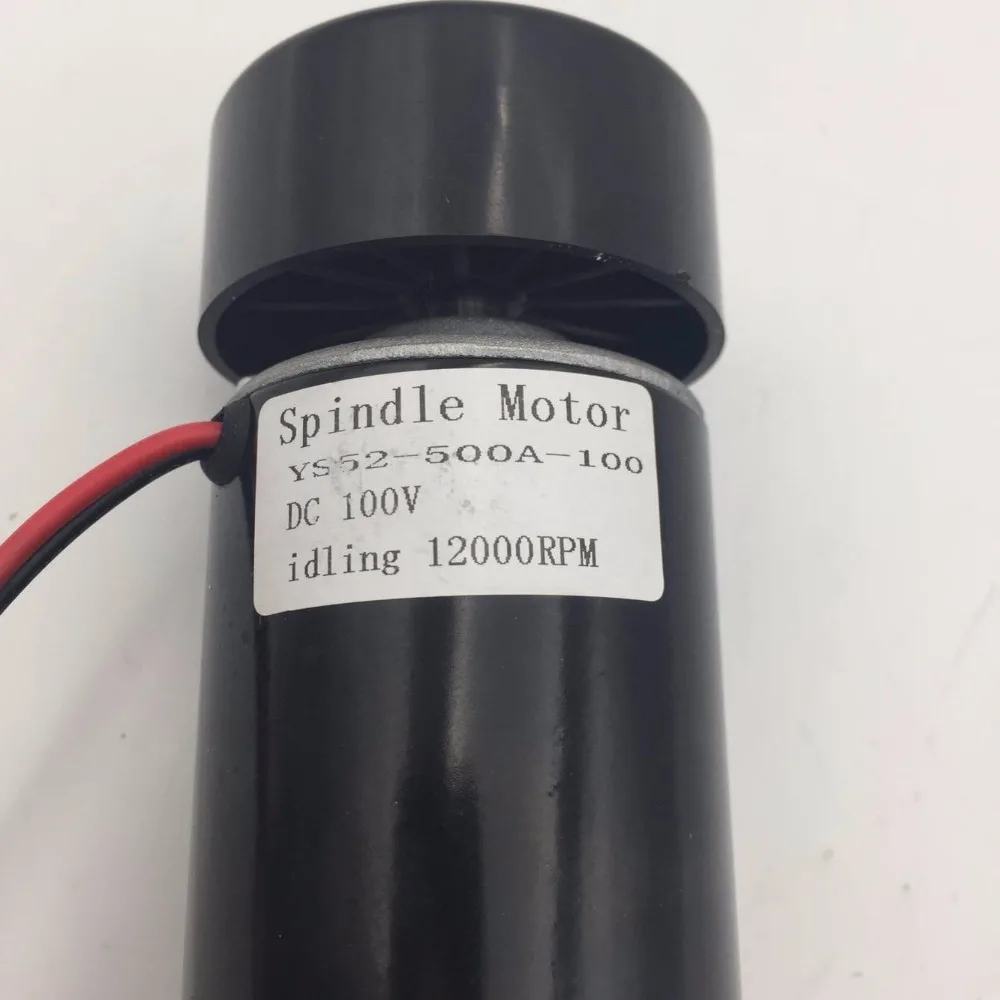 Spindle Motor
YS52-500A-100
DC 100V
idling 12000RPM